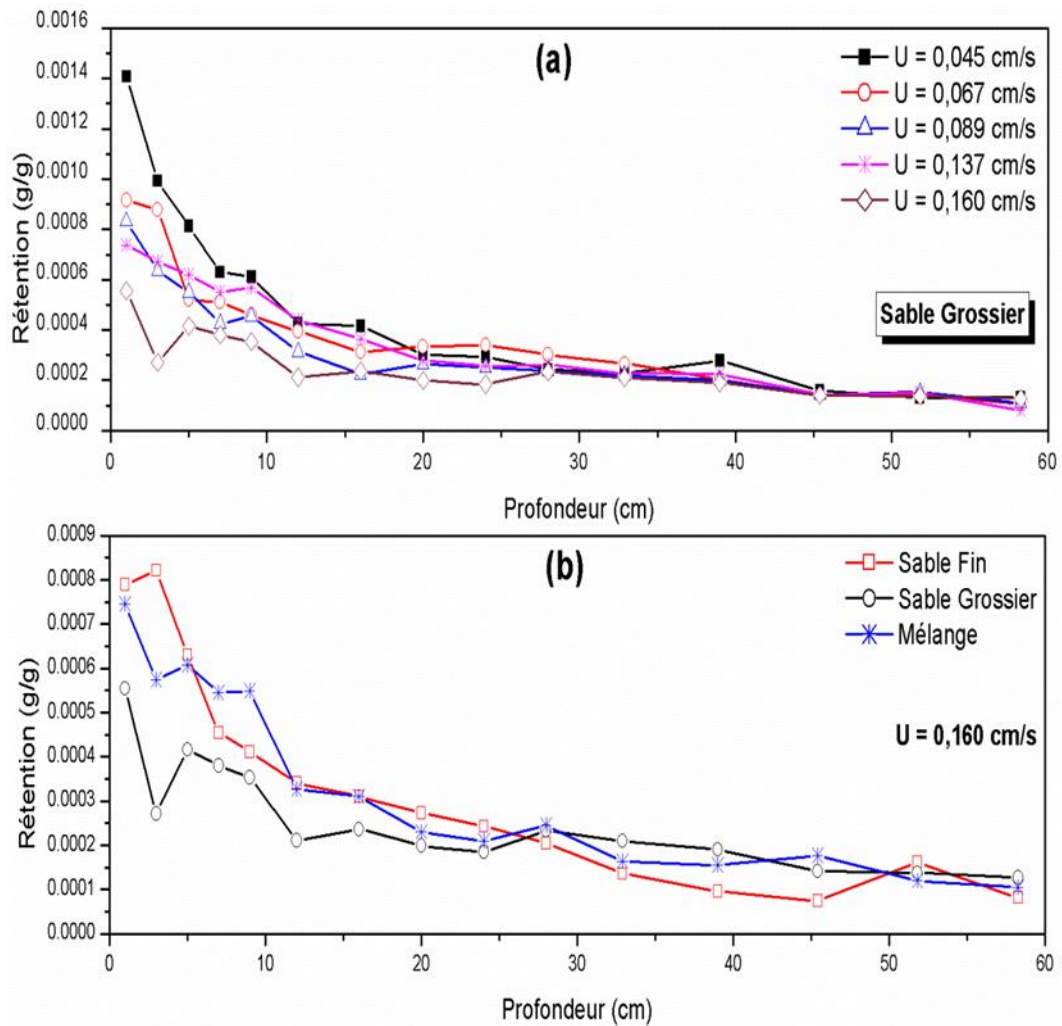 (a)
Rétention (g/g)
0.0016
0.0014
0.0012
0.0010
0.0008
0.0006
0.0004
0.0002
0.0000
U = 0,045 cm/s
U = 0,067 cm/s
U = 0,089 cm/s
U = 0,137 cm/s
U = 0,160 cm/s
Sable Grossier
0 10 20 30 40 50 60
Profondeur (cm)
(b)
Rétention (g/g)
0.0009
0.0008
0.0007
0.0006
0.0005
0.0004
0.0003
0.0002
0.0001
0.0000
Sable Fin
Sable Grossier
Mélange
U = 0,160 cm/s
0 10 20 30 40 50 60
Profondeur (cm)